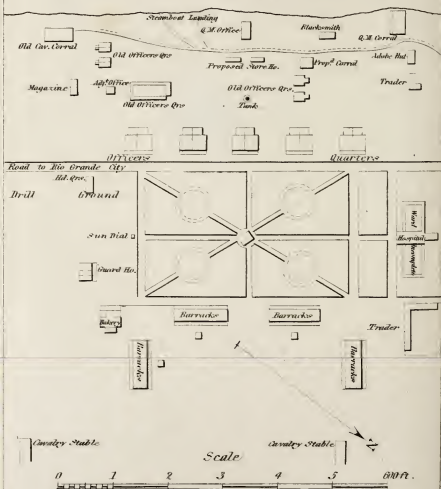 Steamboat Landing
Q.M. Office
Blacksmith
Q.M. Corral
Old Cav. Corral
Old Officers Qrs
Proposed Store Ho.
Prop.d Corral
Adobe Hut
Magazine
Adj.t Office
Old Officers Qrs
Old Officers Qrs.
Tank
Trader
Officers Quarters
Road to Rio Grande City
Hd. Qrs.
Drill Ground
Sun Dial
Ward
Hospital
Guard Ho.
Bakery
Barracks
Barracks
Trader
Barracks
Barracks
N.
Cavalry Stable
Cavalry Stable
Scale
0 1 2 3 4 5 600 ft.